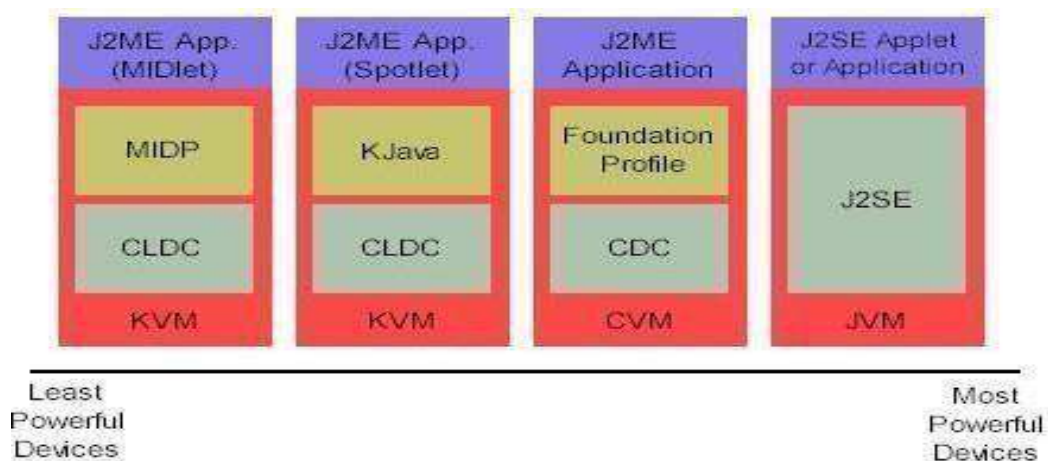 J2ME App.
(MIDlet)
MIDP
CLDC
KVM
J2ME App.
(Spotlet)
KJava
CLDC
KVM
J2ME
Application
Foundation
Profile
CDC
CVM
J2SE Applet
or Application
J2SE
JVM
Least
Powerful
Devices
Most
Powerful
Devices